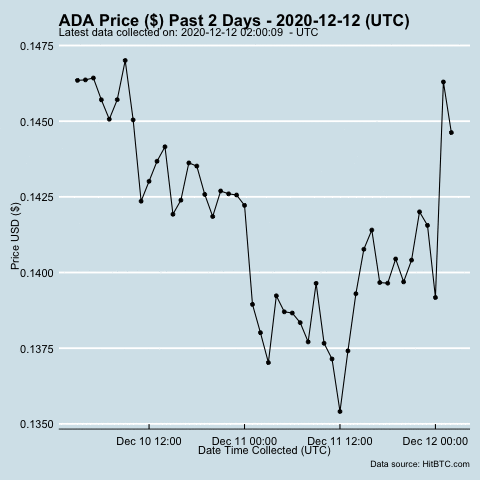 ADA Price ($) Past 2 Days - 2020-12-12 (UTC)
Latest data collected on: 2020-12-12 02:00:09 - UTC
0.1475
0.1450
0.1425
0.1400
0.1375
0.1350
Price USD ($)
Dec 10 12:00 Dec 11 00:00 Dec 11 12:00 Dec 12 00:00
Date Time Collected (UTC)
Data source: HitBTC.com